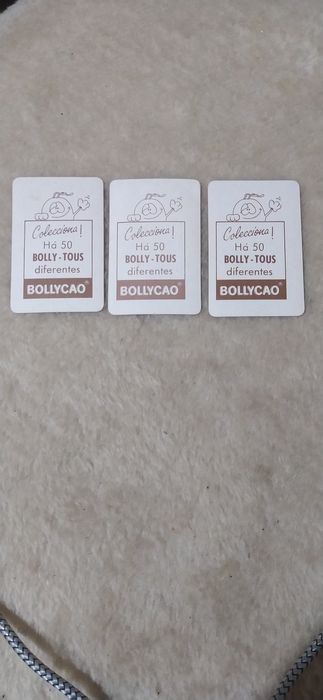 Colecciona!
Há 50
BOLLY-TOUS
diferentes
BOLLYCAO®
Colecciona!
Há 50
BOLLY-TOUS
diferentes
BOLLYCAO®
Colecciona!
Há 50
BOLLY-TOUS
diferentes
BOLLYCAO®